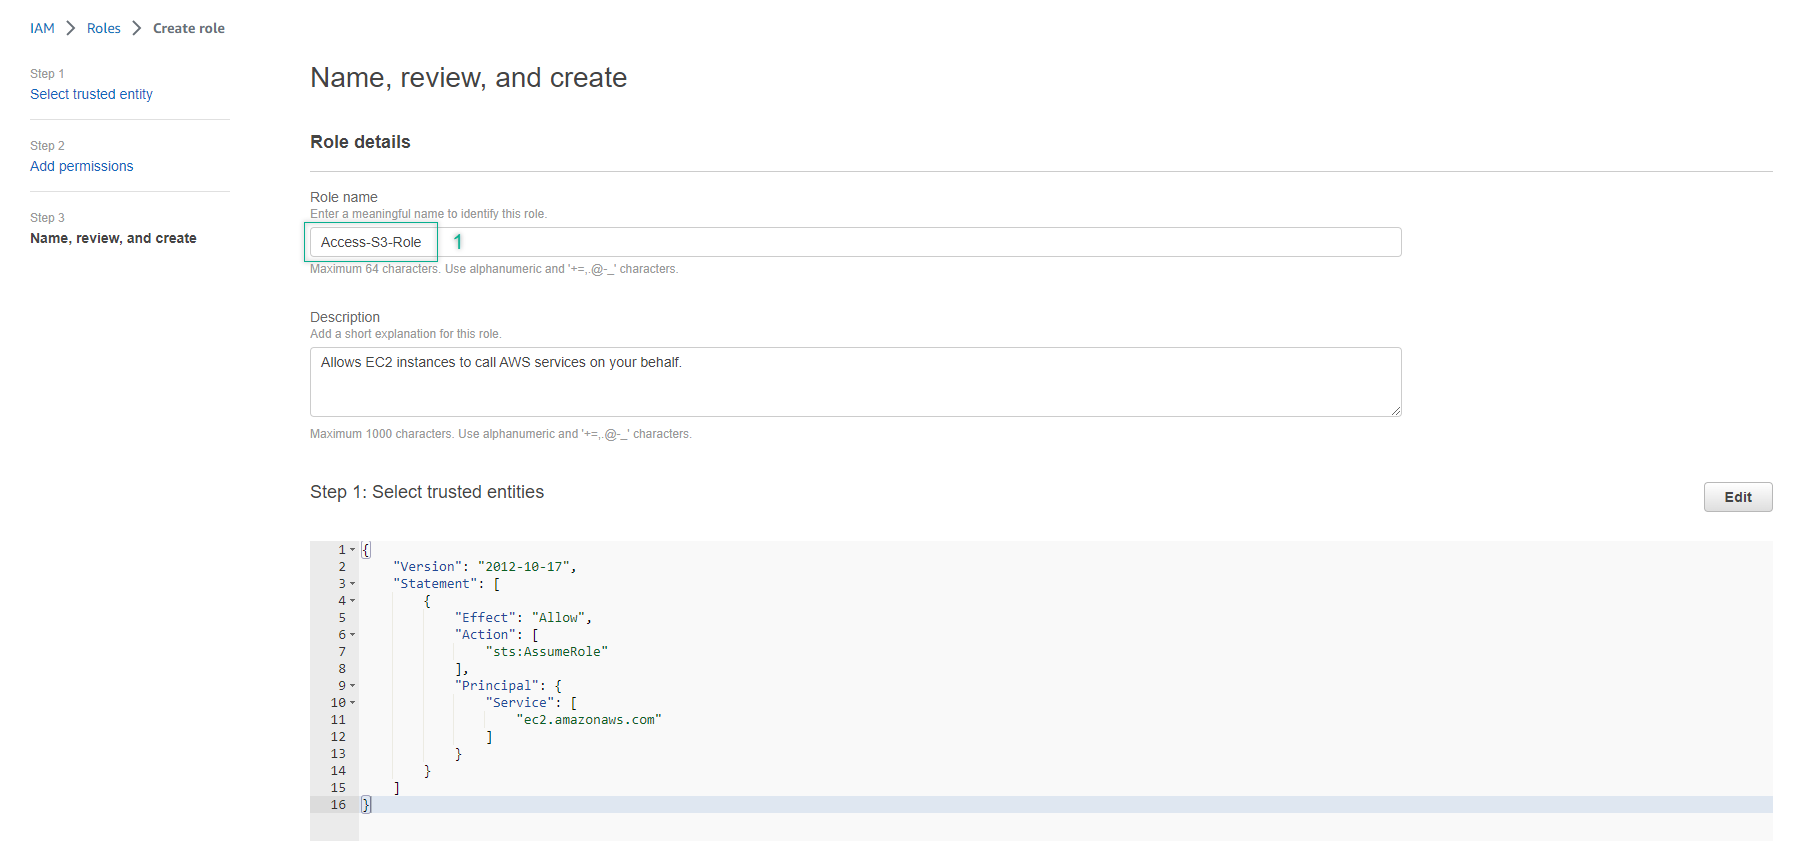 IAM > Roles > Create role
Step 1
Select trusted entity
Step 2
Add permissions
Step 3
Name, review, and create
Name, review, and create
Role details
Role name
Enter a meaningful name to identify this role.
Access-S3-Role 1
Maximum 64 characters. Use alphanumeric and '+=,.@-_' characters.
Description
Add a short explanation for this role.
Allows EC2 instances to call AWS services on your behalf.
Maximum 1000 characters. Use alphanumeric and '+=,.@-_' characters.
Step 1: Select trusted entities
Edit
1 {
2     "Version": "2012-10-17",
3     "Statement": [
4         {
5             "Effect": "Allow",
6             "Action": [
7                 "sts:AssumeRole"
8             ],
9             "Principal": {
10                 "Service": [
11                     "ec2.amazonaws.com"
12                 ]
13             }
14         }
15     ]
16 }